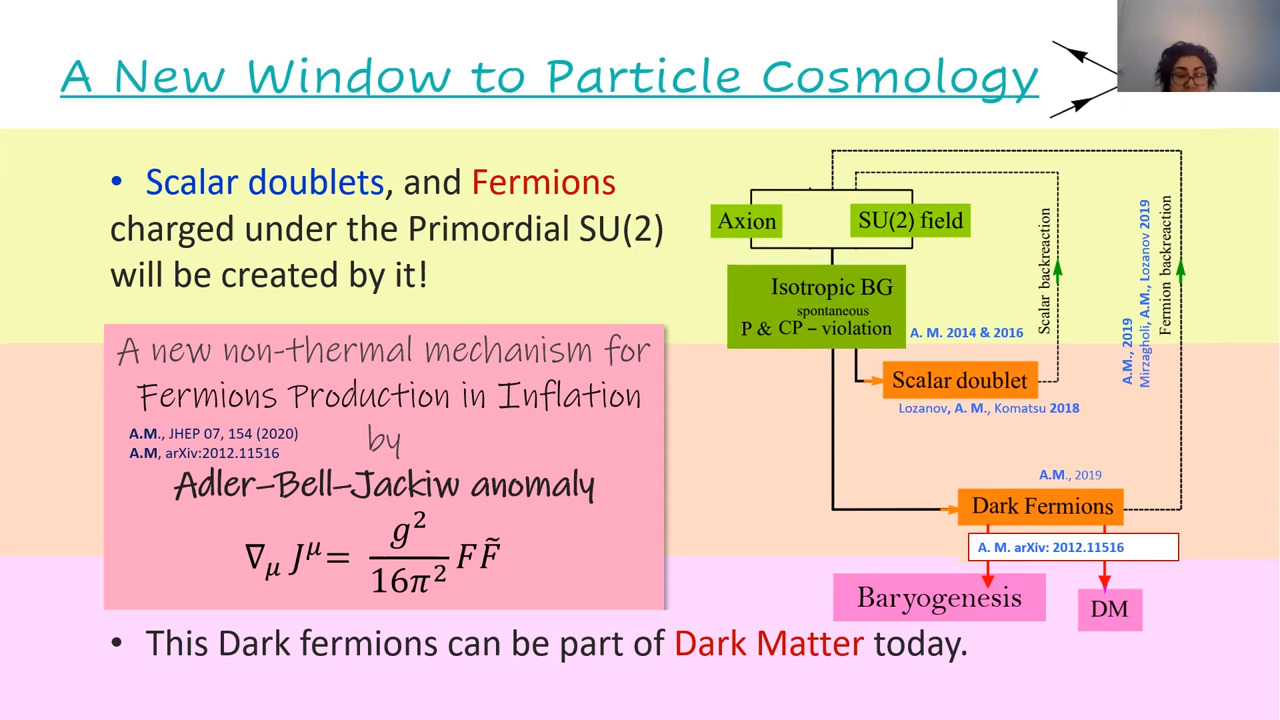 A New Window to Particle Cosmology
• Scalar doublets, and Fermions
charged under the Primordial SU(2)
will be created by it!
A new non-thermal mechanism for
Fermions Production in Inflation
A.M., JHEP 07, 154 (2020)
A.M, arXiv:2012.11516
by
Adler-Bell-Jackiw anomaly
∇μ J^μ = g²/16π² F F̃
• This Dark fermions can be part of Dark Matter today.
Axion
SU(2) field
Isotropic BG
spontaneous
P & CP – violation
A. M. 2014 & 2016
Scalar doublet
Lozanov, A. M., Komatsu 2018
Scalar backreaction
A.M., 2019
Mirzagholi, A.M., Lozanov 2019
Fermion backreaction
A.M., 2019
Dark Fermions
A. M. arXiv: 2012.11516
Baryogenesis
DM